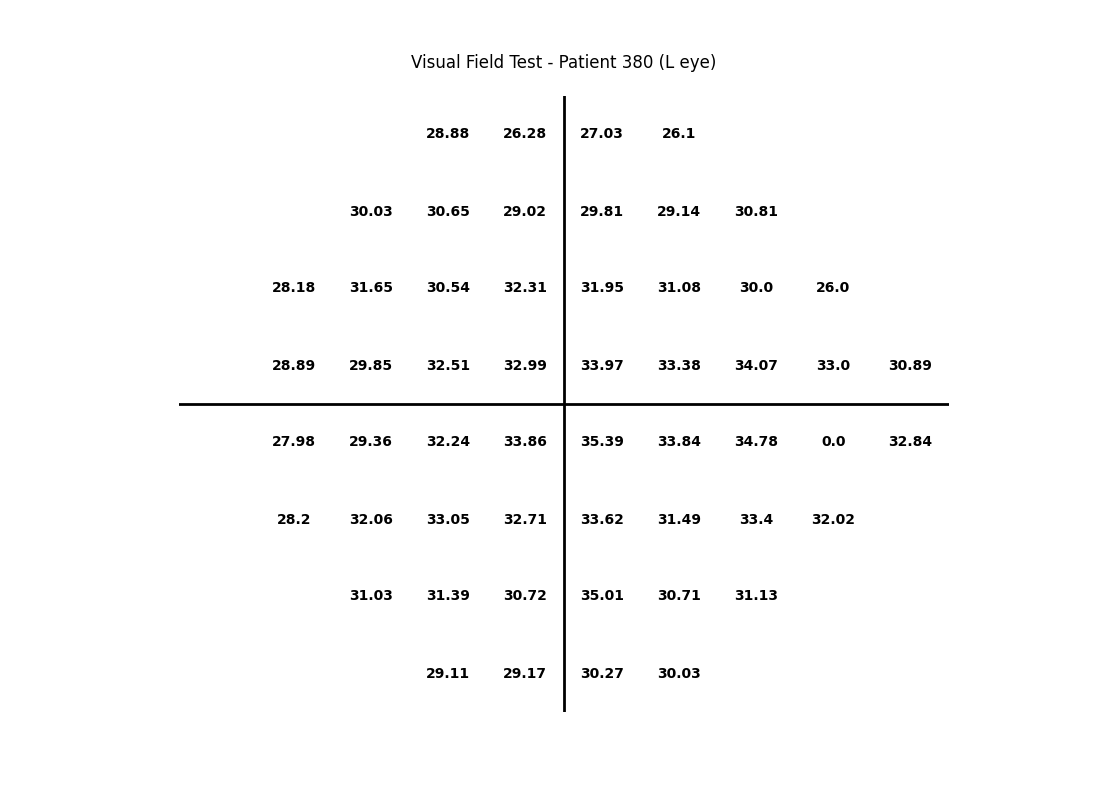 Visual Field Test - Patient 380 (L eye)
28.88 26.28 27.03 26.1
30.03 30.65 29.02 29.81 29.14 30.81
28.18 31.65 30.54 32.31 31.95 31.08 30.0 26.0
28.89 29.85 32.51 32.99 33.97 33.38 34.07 33.0 30.89
27.98 29.36 32.24 33.86 35.39 33.84 34.78 0.0 32.84
28.2 32.06 33.05 32.71 33.62 31.49 33.4 32.02
31.03 31.39 30.72 35.01 30.71 31.13
29.11 29.17 30.27 30.03